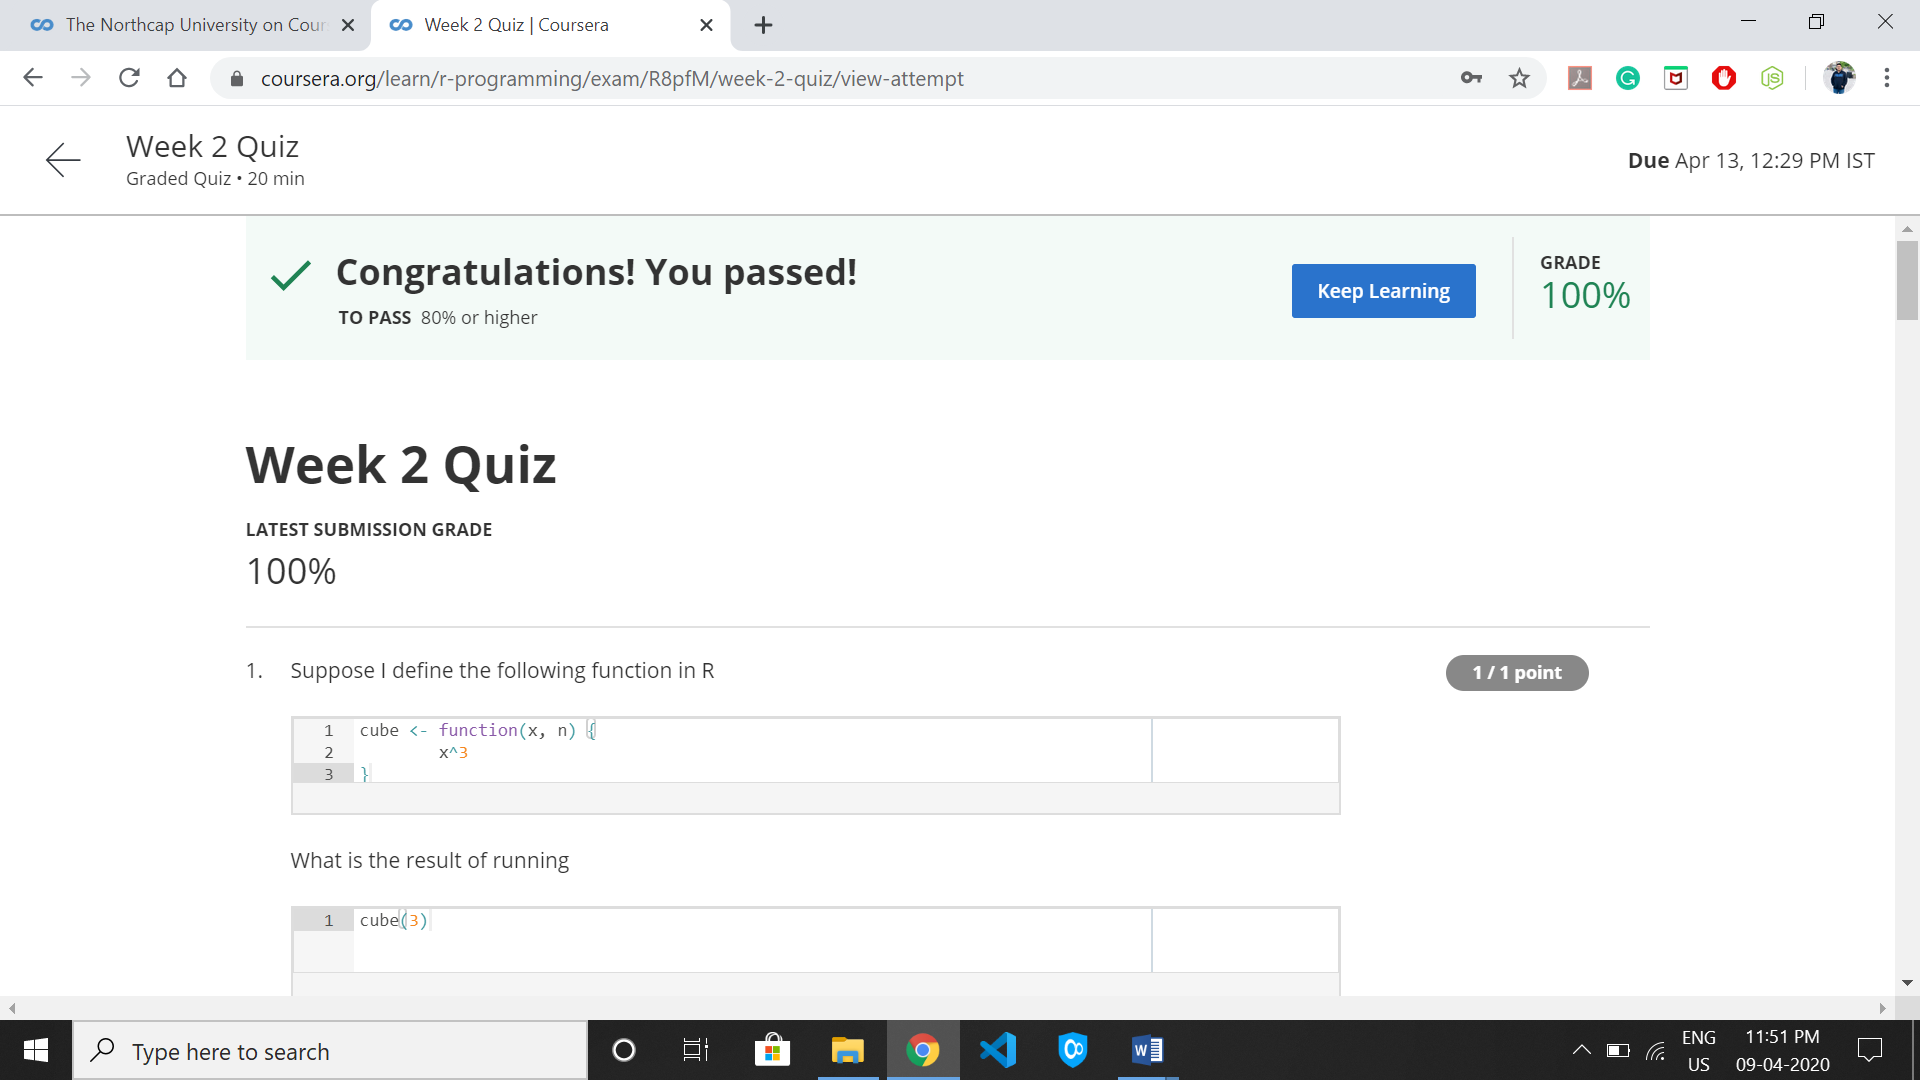 The Northcap University on Cour
Week 2 Quiz | Coursera
coursera.org/learn/r-programming/exam/R8pfM/week-2-quiz/view-attempt
Week 2 Quiz
Graded Quiz • 20 min
Due Apr 13, 12:29 PM IST
Congratulations! You passed!
TO PASS 80% or higher
Keep Learning
GRADE
100%
Week 2 Quiz
LATEST SUBMISSION GRADE
100%
1. Suppose I define the following function in R
1 / 1 point
1 cube <- function(x, n) {
2 x^3
3 }
What is the result of running
1 cube(3)
Type here to search
ENG
US
11:51 PM
09-04-2020